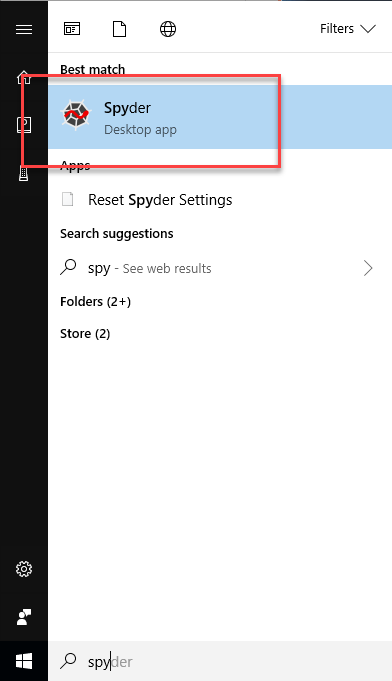 Filters
Best match
Spyder
Desktop app
Apps
Reset Spyder Settings
Search suggestions
spy - See web results
Folders (2+)
Store (2)
spyder